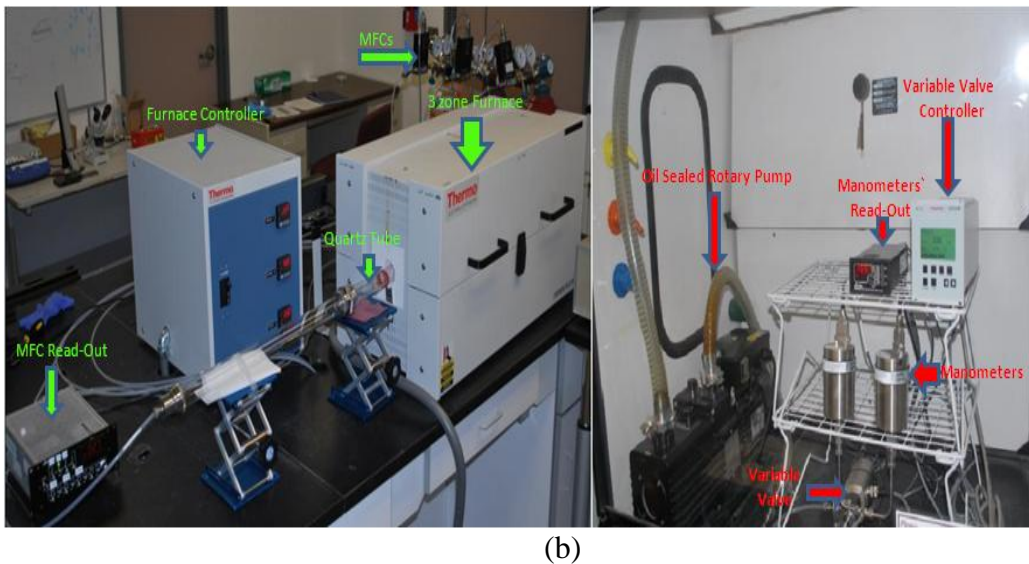 MFCs
3 zone Furnace
Furnace Controller
Thermo
Thermo
Quartz Tube
MFC Read-Out
Variable Valve
Controller
Oil Sealed Rotary Pump
Manometers`
Read-Out
Manometers
Variable
Valve
(b)